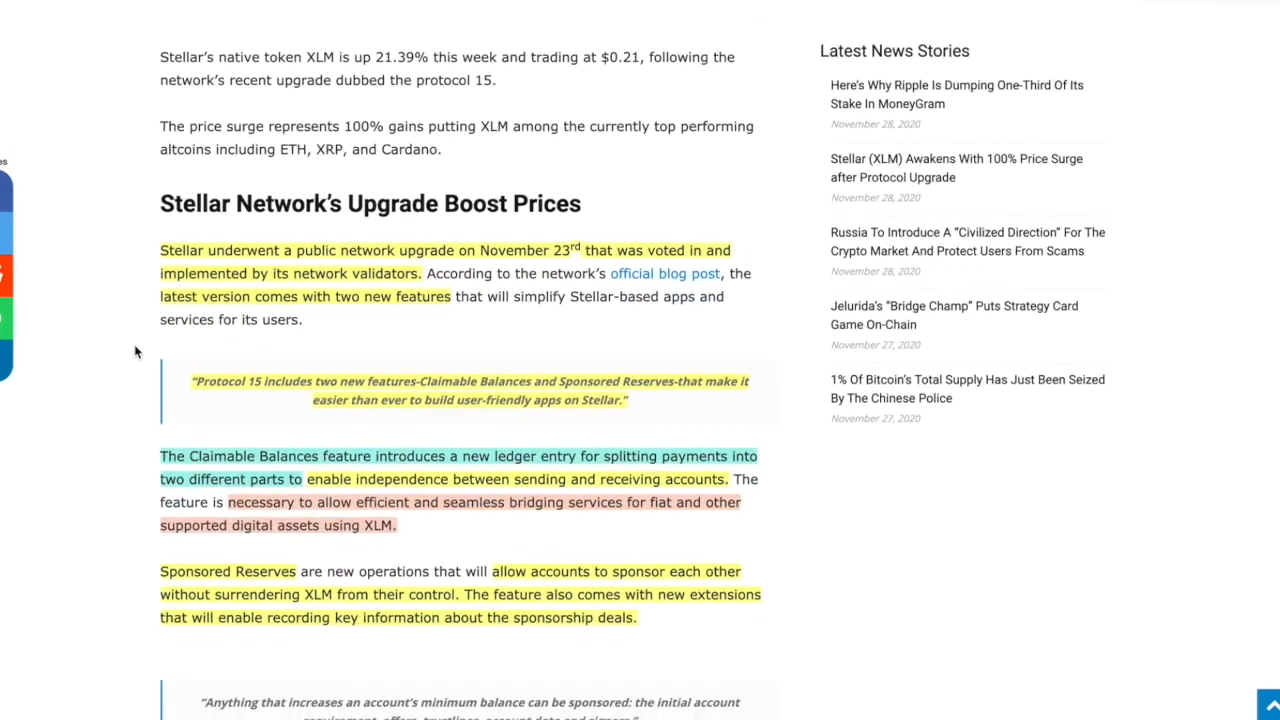 Stellar's native token XLM is up 21.39% this week and trading at $0.21, following the
network's recent upgrade dubbed the protocol 15.
The price surge represents 100% gains putting XLM among the currently top performing
altcoins including ETH, XRP, and Cardano.
Stellar Network's Upgrade Boost Prices
Stellar underwent a public network upgrade on November 23rd that was voted in and
implemented by its network validators. According to the network's official blog post, the
latest version comes with two new features that will simplify Stellar-based apps and
services for its users.
"Protocol 15 includes two new features-Claimable Balances and Sponsored Reserves-that make it
easier than ever to build user-friendly apps on Stellar."
The Claimable Balances feature introduces a new ledger entry for splitting payments into
two different parts to enable independence between sending and receiving accounts. The
feature is necessary to allow efficient and seamless bridging services for fiat and other
supported digital assets using XLM.
Sponsored Reserves are new operations that will allow accounts to sponsor each other
without surrendering XLM from their control. The feature also comes with new extensions
that will enable recording key information about the sponsorship deals.
"Anything that increases an account's minimum balance can be sponsored: the initial account
Latest News Stories
Here's Why Ripple Is Dumping One-Third Of Its
Stake In MoneyGram
November 28, 2020
Stellar (XLM) Awakens With 100% Price Surge
after Protocol Upgrade
November 28, 2020
Russia To Introduce A "Civilized Direction" For The
Crypto Market And Protect Users From Scams
November 28, 2020
Jelurida's "Bridge Champ" Puts Strategy Card
Game On-Chain
November 27, 2020
1% Of Bitcoin's Total Supply Has Just Been Seized
By The Chinese Police
November 27, 2020